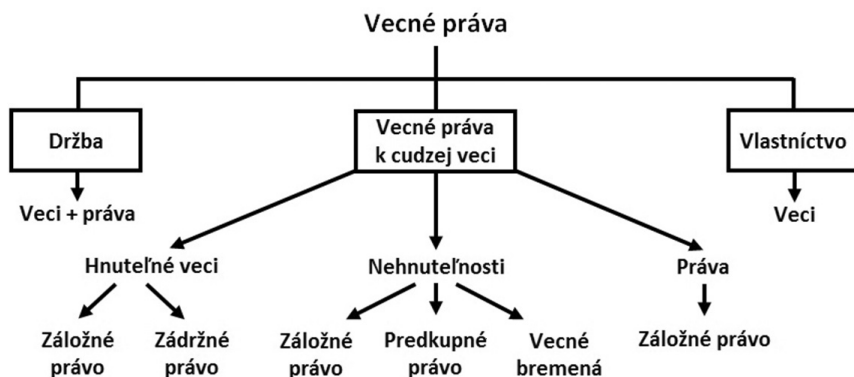 Vecné práva
Držba
Vecné práva
k cudzej veci
Vlastníctvo
Veci + práva
Veci
Hnuteľné veci
Nehnuteľnosti
Práva
Záložné
právo
Zádržné
právo
Záložné
právo
Predkupné
právo
Vecné
bremená
Záložné právo